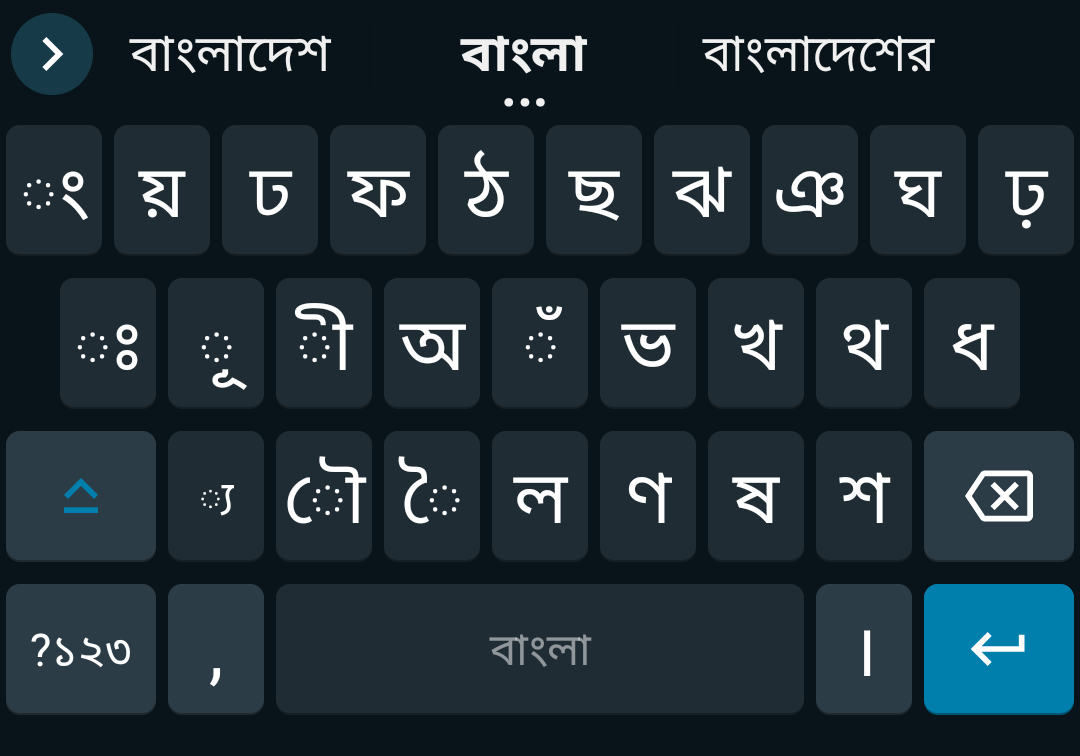 বাংলাদেশ বাংলা বাংলাদেশের
ং য় ঢ ফ ঠ ছ ঝ ঞ ঘ ঢ়
ঃ ূ ী অ ঁ ভ খ থ ধ
্য ৌ ৈ ল ণ ষ শ
?১২৩ , বাংলা ।